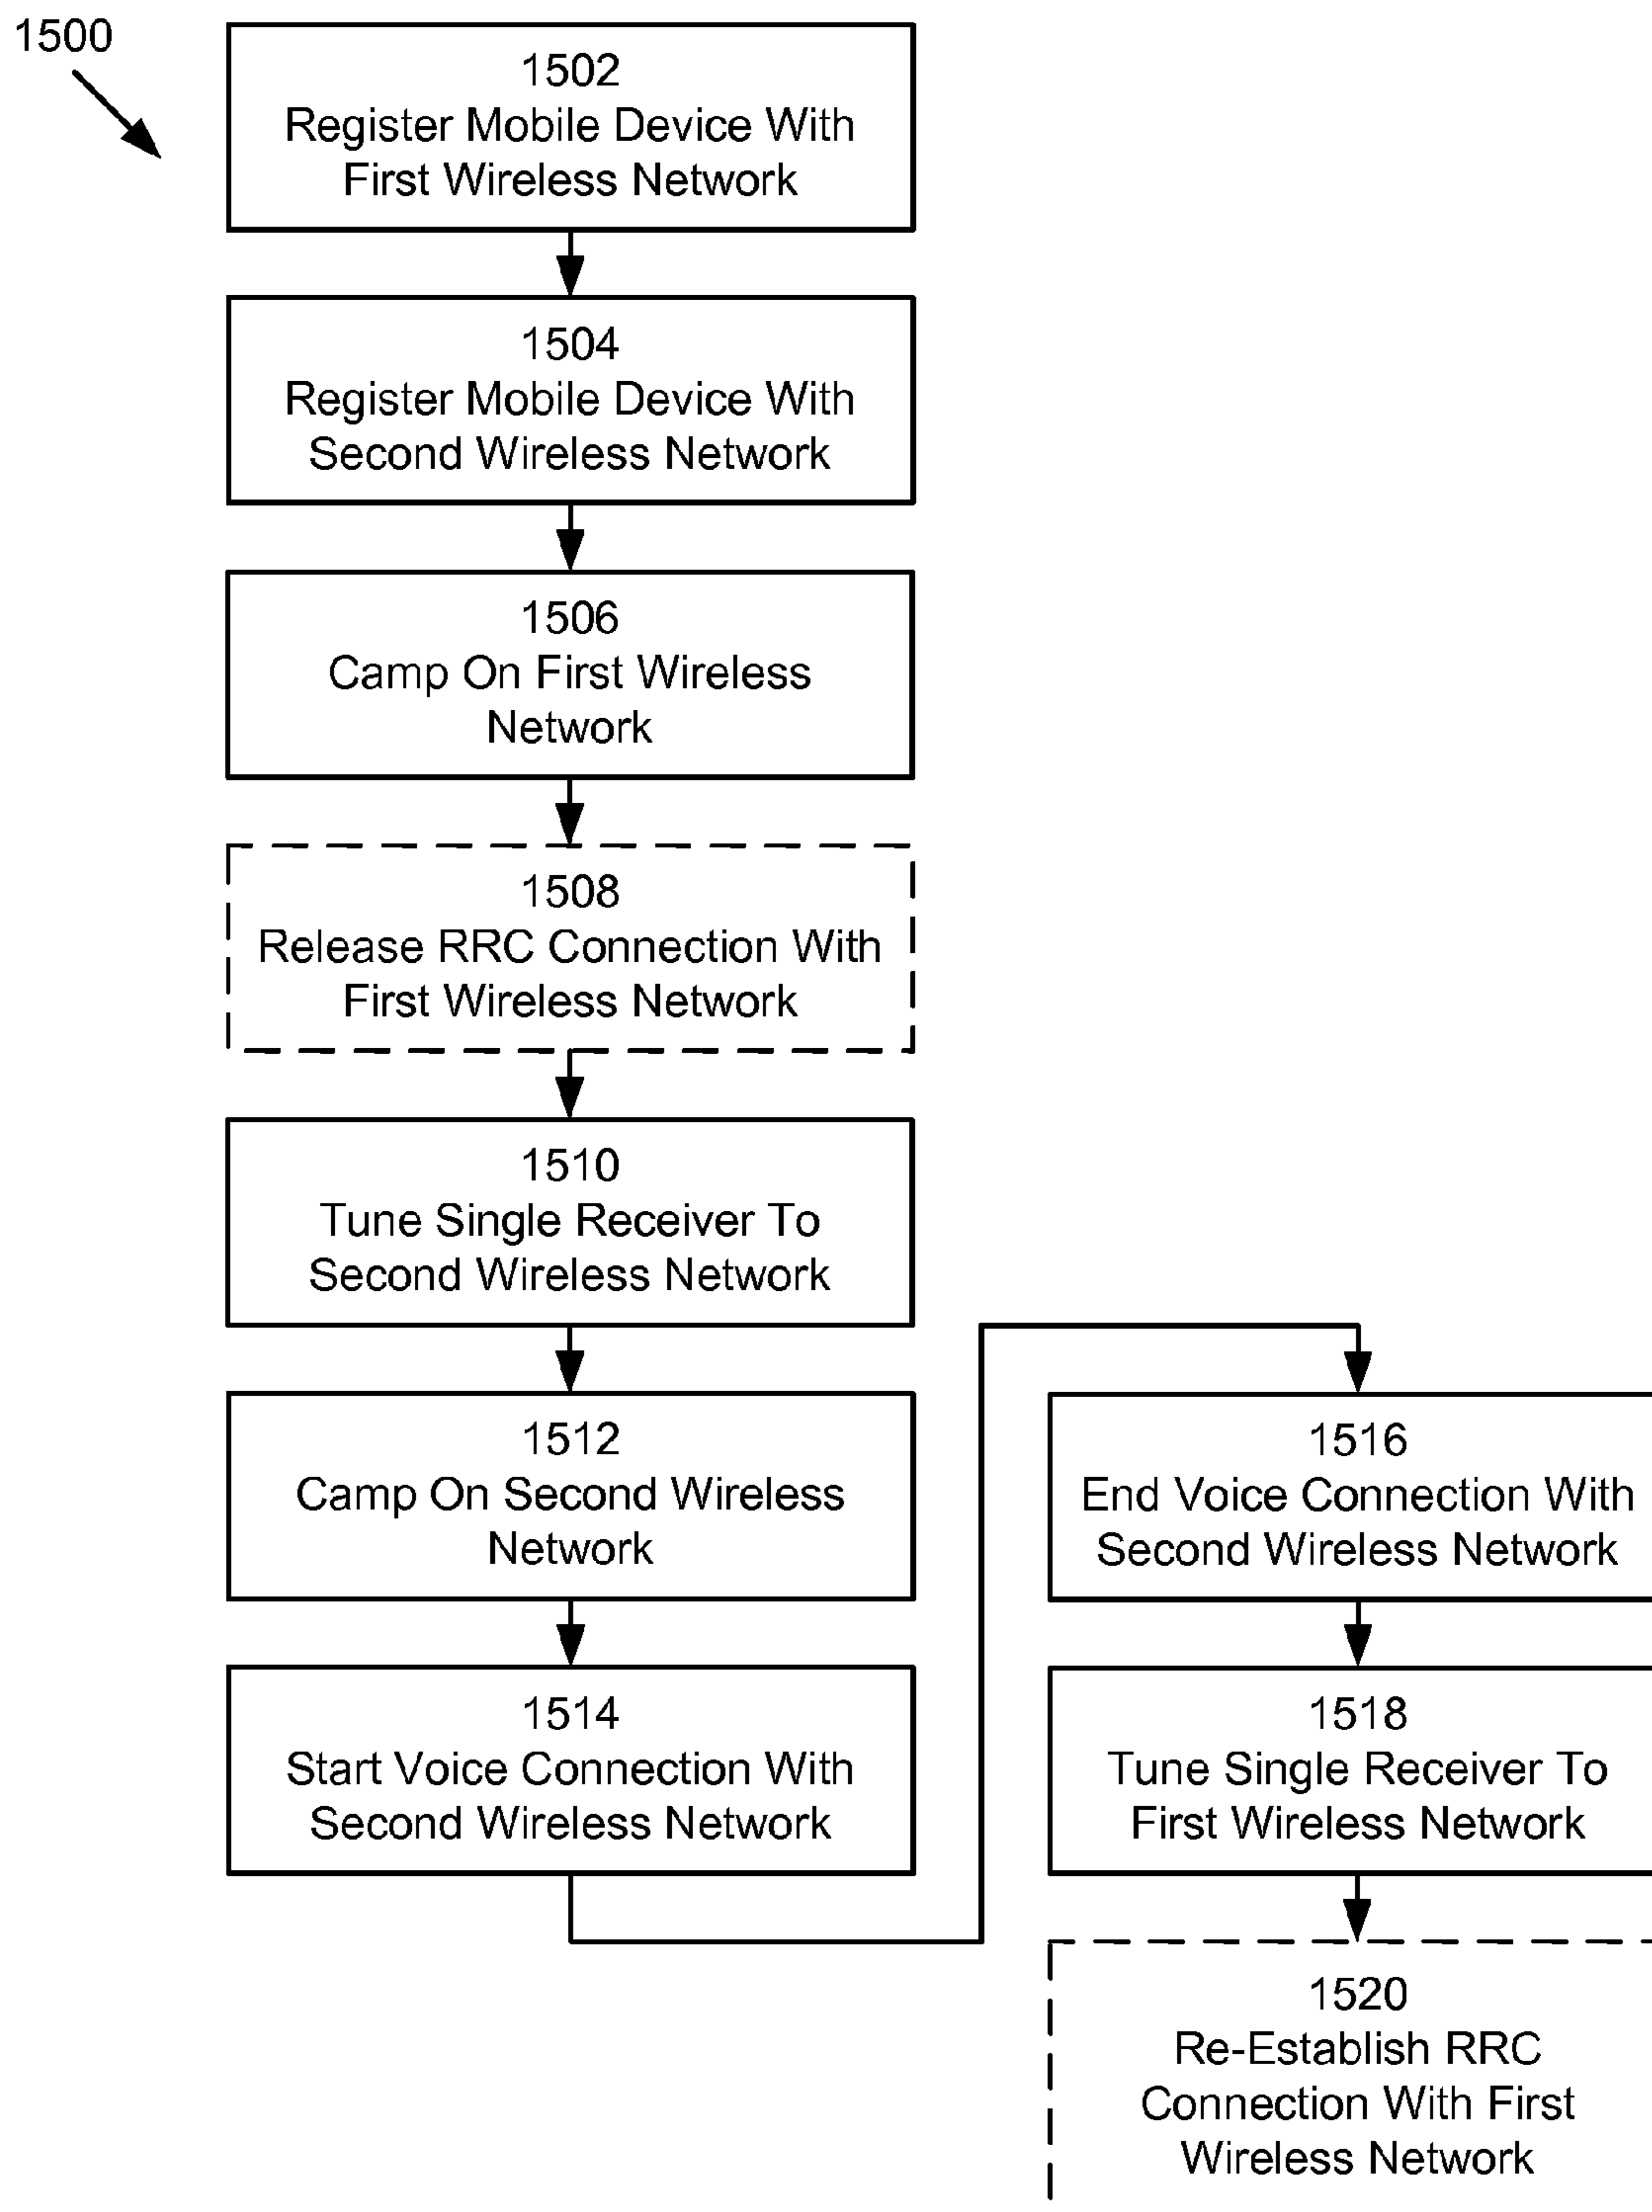 1500
1502
Register Mobile Device With
First Wireless Network
1504
Register Mobile Device With
Second Wireless Network
1506
Camp On First Wireless
Network
1508
Release RRC Connection With
First Wireless Network
1510
Tune Single Receiver To
Second Wireless Network
1512
Camp On Second Wireless
Network
1514
Start Voice Connection With
Second Wireless Network
1516
End Voice Connection With
Second Wireless Network
1518
Tune Single Receiver To
First Wireless Network
1520
Re-Establish RRC
Connection With First
Wireless Network